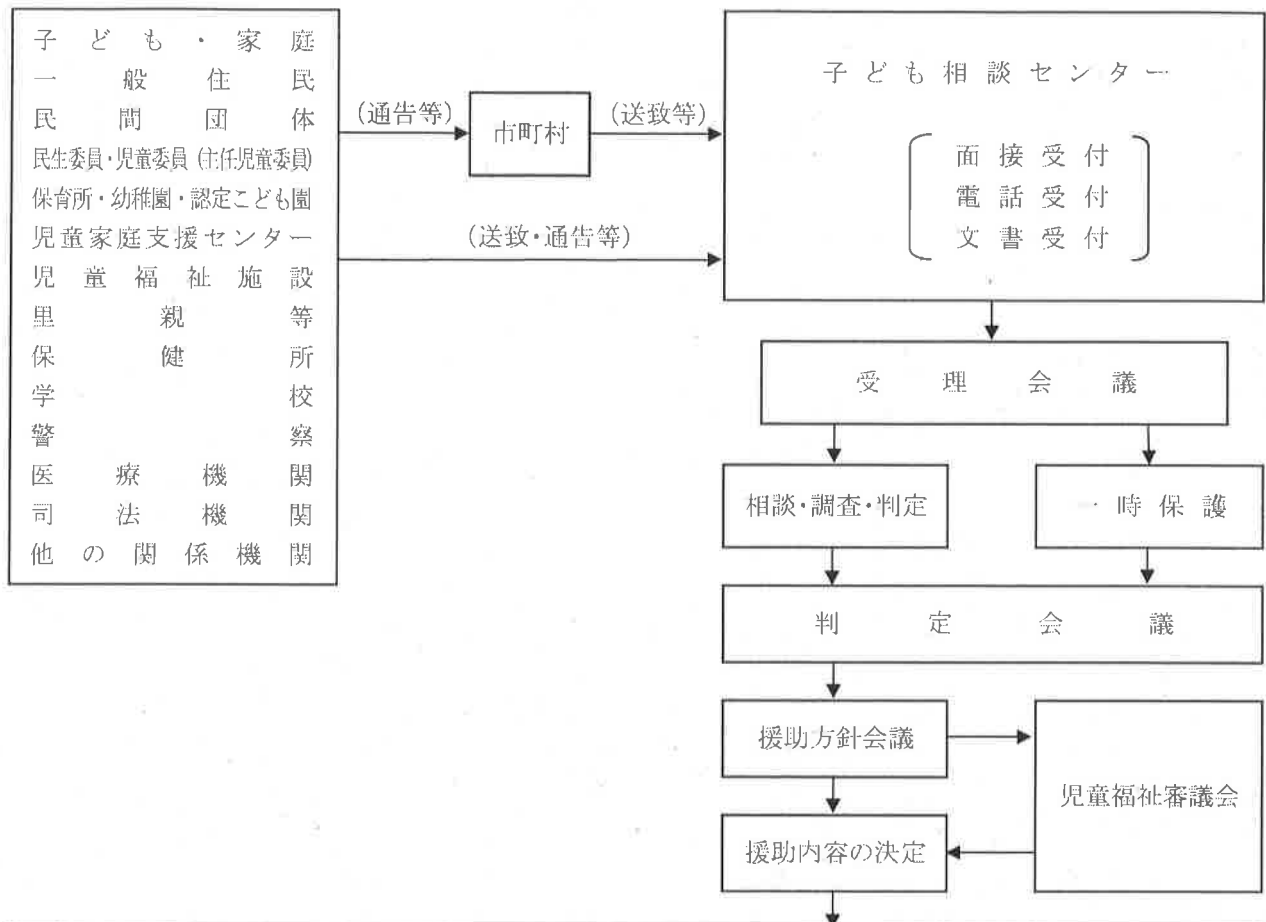 子ども・家庭
一般住民
民間団体
民生委員・児童委員(主任児童委員)
保育所・幼稚園・認定こども園
児童家庭支援センター
児童福祉施設
里親等
保健所
学校
警察
医療機関
司法機関
他の関係機関
(通告等)
市町村
(送致等)
(送致・通告等)
子ども相談センター
面接受付
電話受付
文書受付
受理会議
相談・調査・判定
一時保護
判定会議
援助方針会議
児童福祉審議会
援助内容の決定